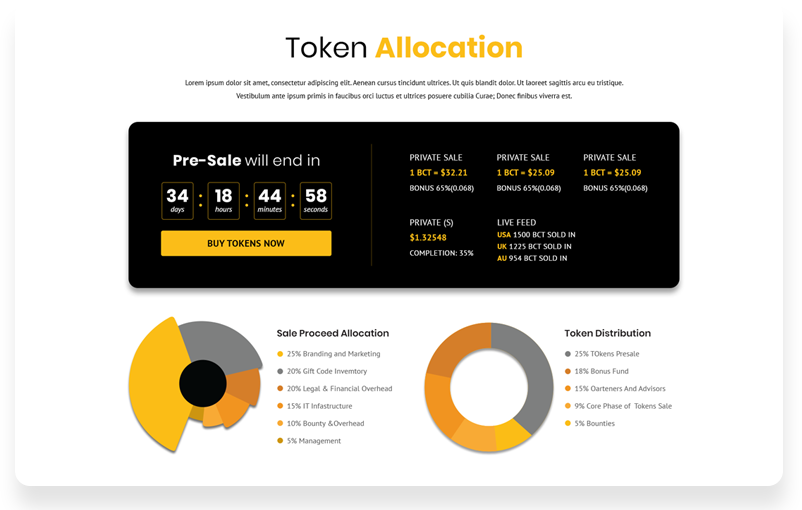 Token Allocation
Lorem ipsum dolor sit amet, consectetur adipiscing elit. Aenean cursus tincidunt ultrices. Ut quis blandit dolor. Ut laoreet sagittis arcu eu tristique.
Vestibulum ante ipsum primis in faucibus orci luctus et ultrices posuere cubilia Curae; Donec finibus viverra est.
Pre-Sale will end in
34 : 18 : 44 : 58
days hours minutes seconds
BUY TOKENS NOW
PRIVATE SALE
1 BCT = $32.21
BONUS 65%(0.068)
PRIVATE SALE
1 BCT = $25.09
BONUS 65%(0.068)
PRIVATE SALE
1 BCT = $25.09
BONUS 65%(0.068)
PRIVATE (S)
$1.32548
COMPLETION: 35%
LIVE FEED
USA 1500 BCT SOLD IN
UK 1225 BCT SOLD IN
AU 954 BCT SOLD IN
Sale Proceed Allocation
25% Branding and Marketing
20% Gift Code Inventory
20% Legal & Financial Overhead
15% IT Infastructure
10% Bounty &Overhead
5% Management
Token Distribution
25% TOkens Presale
18% Bonus Fund
15% Oarteners And Advisors
9% Core Phase of Tokens Sale
5% Bounties